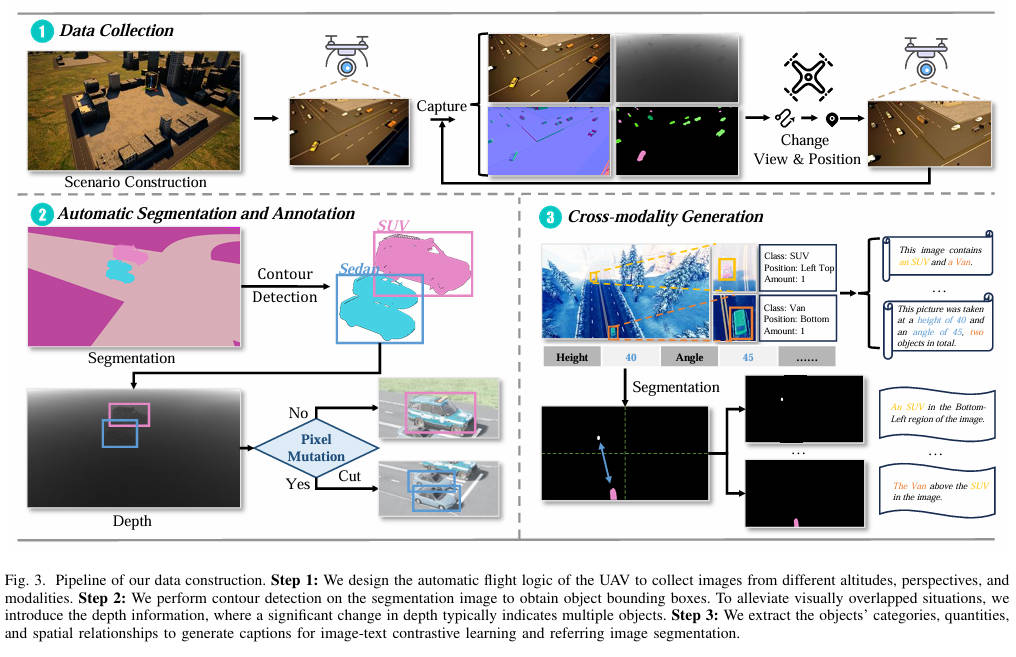 1 Data Collection
Scenario Construction
Capture
Change
View & Position
2 Automatic Segmentation and Annotation
Segmentation
Contour
Detection
SUV
Sedan
Depth
Pixel
Mutation
No
Yes
Cut
3 Cross-modality Generation
Class: SUV
Position: Left Top
Amount: 1
Class: Van
Position: Bottom
Amount: 1
This image contains
an SUV and a Van.
...
This picture was taken
at a height of 40 and
an angle of 45, two
objects in total.
Height 40 Angle 45 ......
Segmentation
...
An SUV in the Bottom-
Left region of the image.
...
The Van above the SUV
in the image.
Fig. 3. Pipeline of our data construction. Step 1: We design the automatic flight logic of the UAV to collect images from different altitudes, perspectives, and
modalities. Step 2: We perform contour detection on the segmentation image to obtain object bounding boxes. To alleviate visually overlapped situations, we
introduce the depth information, where a significant change in depth typically indicates multiple objects. Step 3: We extract the objects' categories, quantities,
and spatial relationships to generate captions for image-text contrastive learning and referring image segmentation.